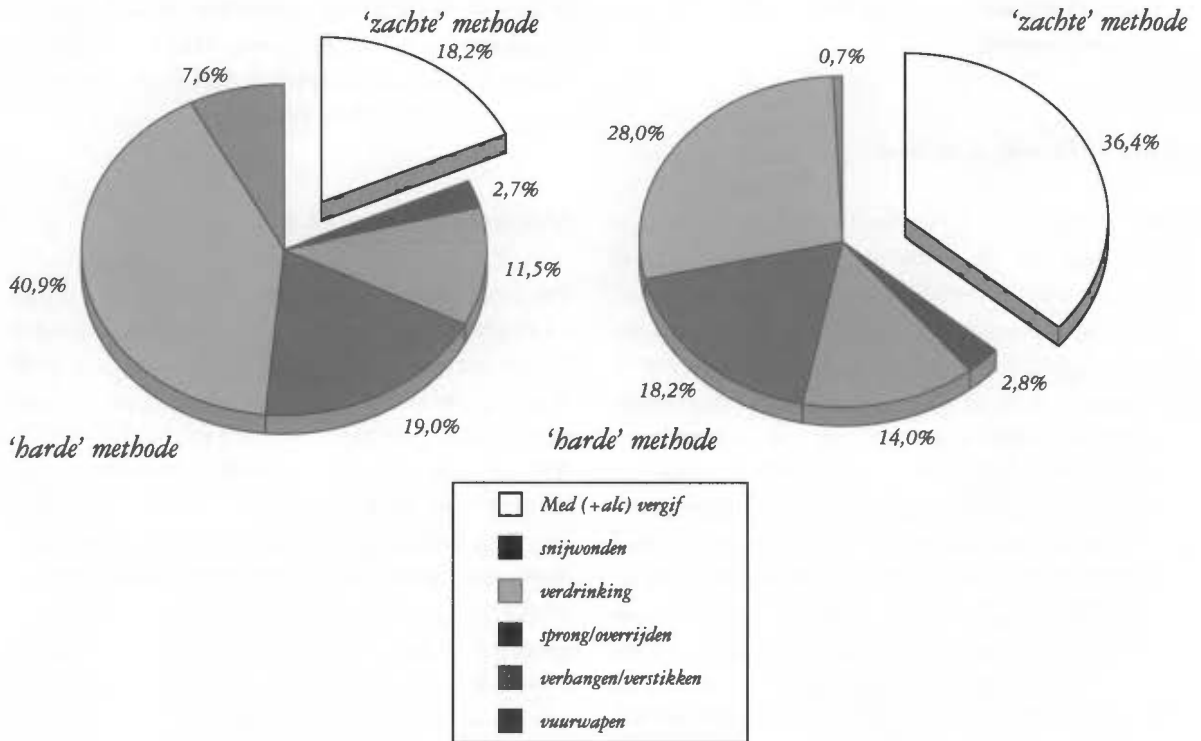 'zachte' methode
18,2%
7,6%
2,7%
11,5%
40,9%
19,0%
'harde' methode
'zachte' methode
0,7%
36,4%
28,0%
2,8%
18,2%
14,0%
'harde' methode
Med (+alc) vergif
snijwonden
verdrinking
sprong/overrijden
verhangen/verstikken
vuurwapen